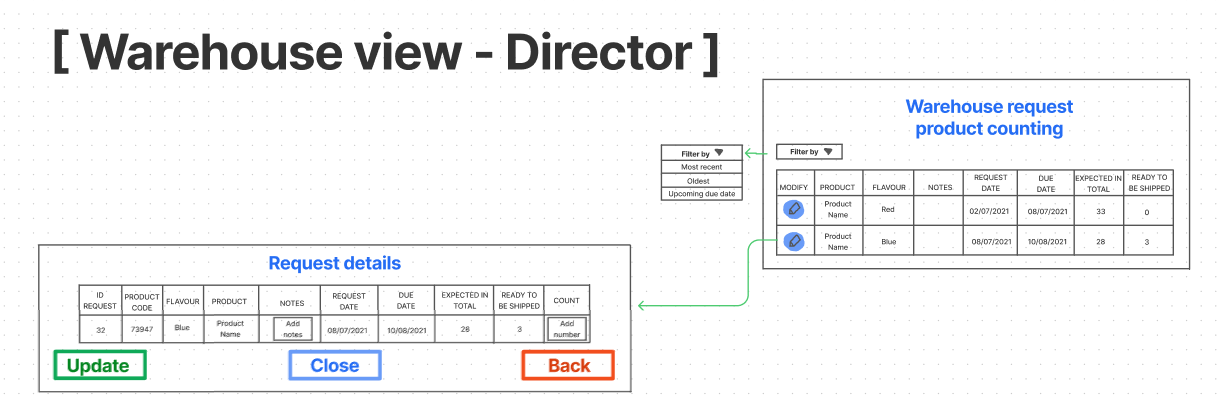 [ Warehouse view - Director ]
Warehouse request
product counting
Filter by
Filter by
Most recent
Oldest
Upcoming due date
MODIFY PRODUCT FLAVOUR NOTES REQUEST DATE DUE DATE EXPECTED IN TOTAL READY TO BE SHIPPED
Product Name Red 02/07/2021 08/07/2021 33 0
Product Name Blue 08/07/2021 10/08/2021 28 3
Request details
ID REQUEST PRODUCT CODE FLAVOUR PRODUCT NOTES REQUEST DATE DUE DATE EXPECTED IN TOTAL READY TO BE SHIPPED COUNT
32 73947 Blue Product Name Add notes 08/07/2021 10/08/2021 28 3 Add number
Update Close Back